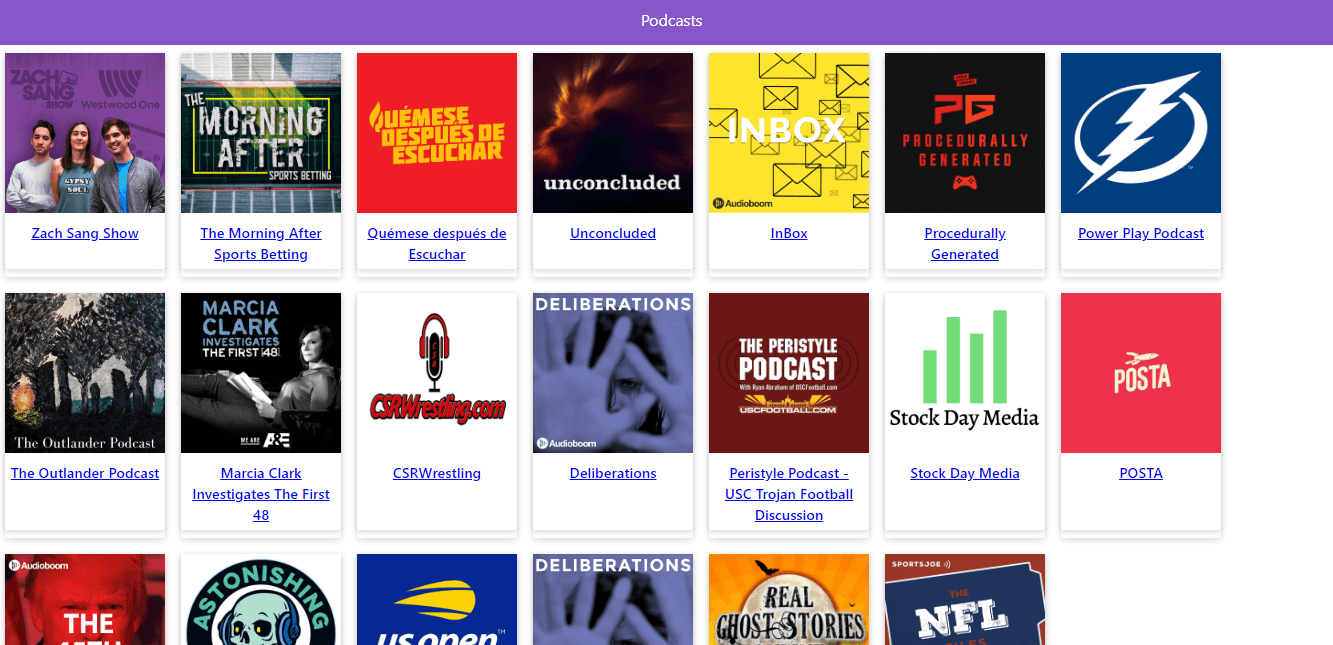 Podcasts
ZACH
SANG
SHOW
Westwood One
GYPSY
SOUL
Zach Sang Show
THE
MORNING
AFTER
SPORTS BETTING
The Morning After
Sports Betting
QUÉMESE
DESPUÉS DE
ESCUCHAR
Quémese después de
Escuchar
unconcluded
Unconcluded
INBOX
Audioboom
InBox
PG
PROCEDURALLY
GENERATED
Procedurally
Generated
TM
Power Play Podcast
The Outlander Podcast
The Outlander Podcast
MARCIA
CLARK
INVESTIGATES
THE FIRST [48]
WE ARE A&E
Marcia Clark
Investigates The First
48
CSRWrestling.com
CSRWrestling
DELIBERATIONS
Audioboom
Deliberations
THE PERISTYLE
PODCAST
With Ryan Abraham of USCFootball.com
USCFOOTBALL.COM
Peristyle Podcast -
USC Trojan Football
Discussion
Stock Day Media
Stock Day Media
POSTA
POSTA
Audioboom
THE
45TH
ASTONISHING
us open
TM
DELIBERATIONS
REAL
GHOST STORIES
SPORTSJOE
THE
NFL